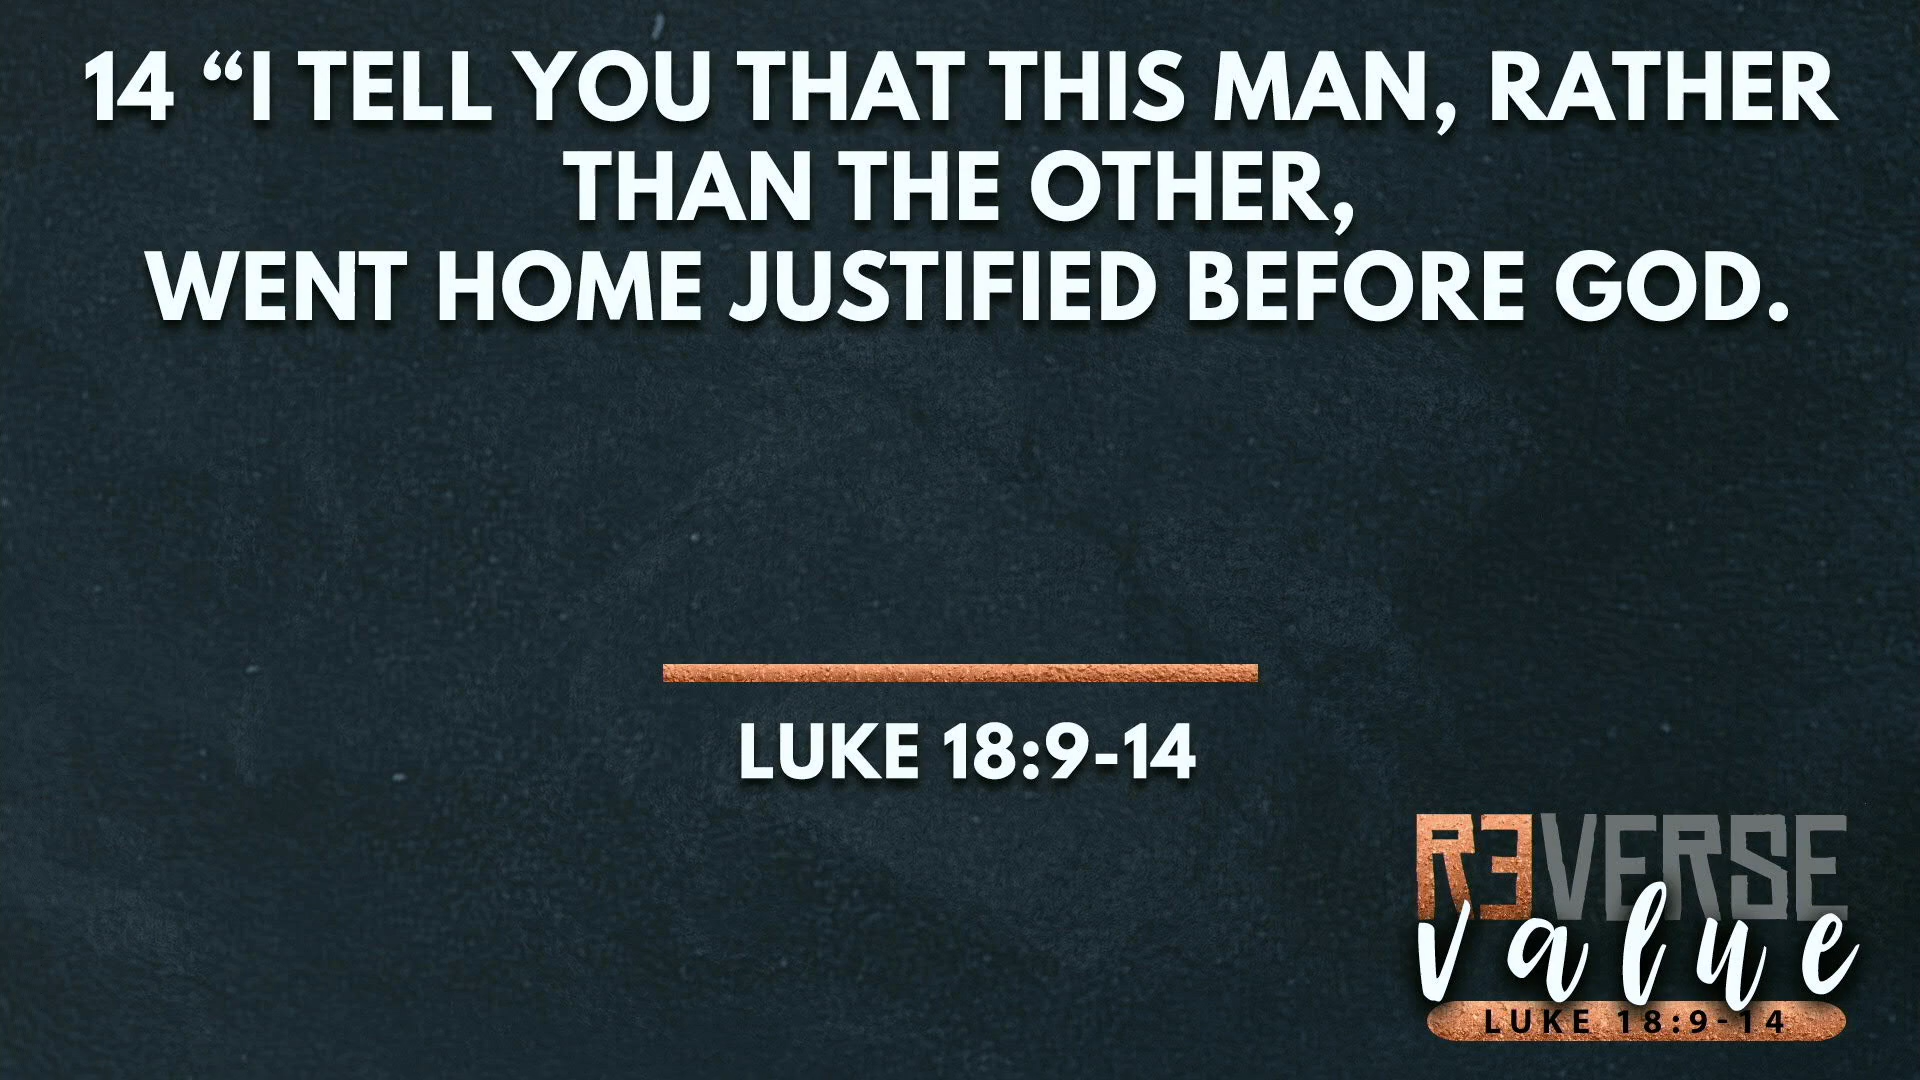 14 “I TELL YOU THAT THIS MAN, RATHER
THAN THE OTHER,
WENT HOME JUSTIFIED BEFORE GOD.
LUKE 18:9-14
REVERSE
value
LUKE 18:9-14